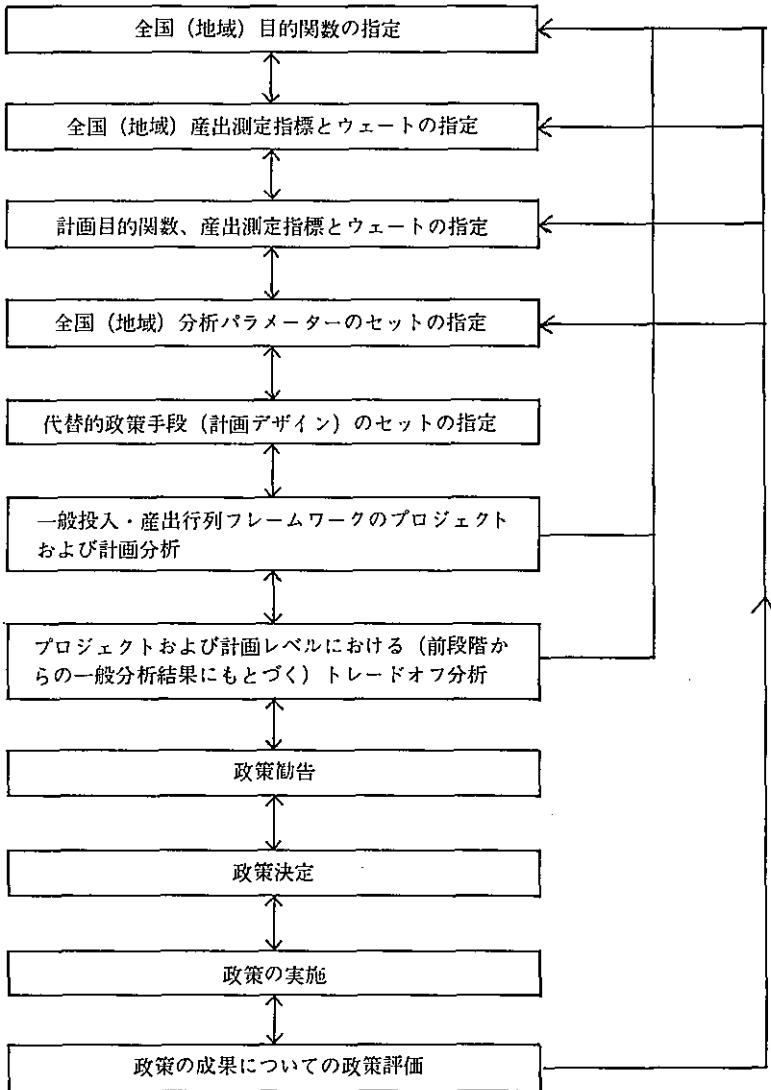 全国（地域）目的関数の指定
全国（地域）産出測定指標とウェートの指定
計画目的関数、産出測定指標とウェートの指定
全国（地域）分析パラメーターのセットの指定
代替的政策手段（計画デザイン）のセットの指定
一般投入・産出行列フレームワークのプロジェクト
および計画分析
プロジェクトおよび計画レベルにおける（前段階か
らの一般分析結果にもとづく）トレードオフ分析
政策勧告
政策決定
政策の実施
政策の成果についての政策評価